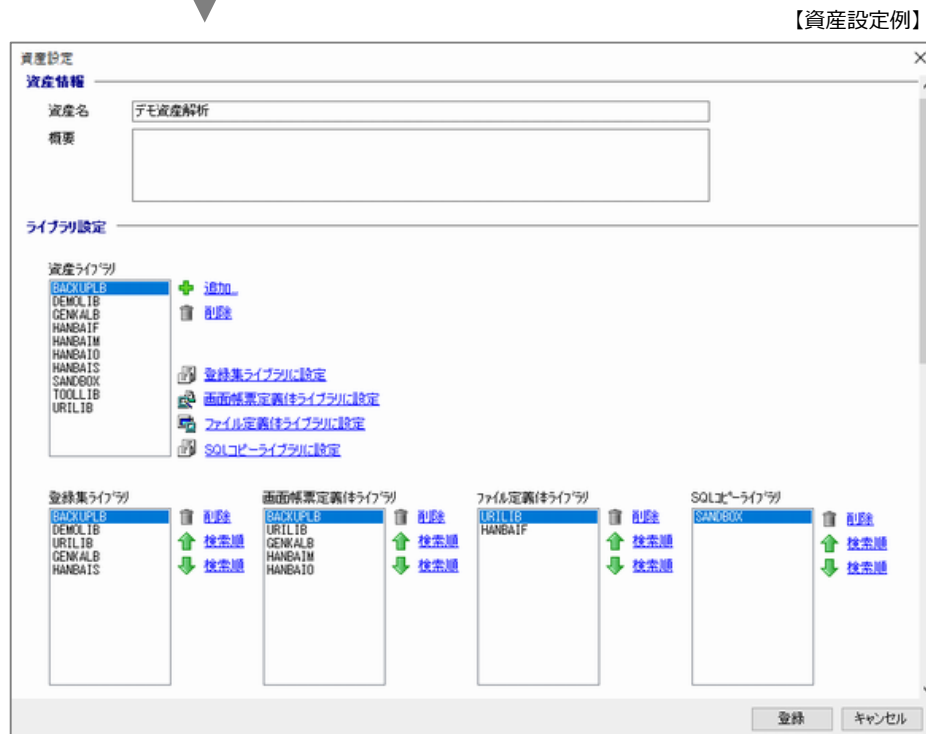 【資産設定例】
資産設定
資産情報
資産名 デモ資産解析
概要
ライブラリ設定
資産ライブラリ
BACKUPLB
DEMOLIB
GENKALB
HANBAIF
HANBAIM
HANBAIO
HANBAIS
SANDBOX
TOOLLIB
URILIB
追加...
削除
登録集ライブラリに設定
画面帳票定義体ライブラリに設定
ファイル定義体ライブラリに設定
SQLコピーライブラリに設定
登録集ライブラリ
BACKUPLB
DEMOLIB
URILIB
GENKALB
HANBAIS
削除
検索順
検索順
画面帳票定義体ライブラリ
BACKUPLB
URILIB
GENKALB
HANBAIM
HANBAIO
削除
検索順
検索順
ファイル定義体ライブラリ
URILIB
HANBAIF
削除
検索順
検索順
SQLコピーライブラリ
SANDBOX
削除
検索順
検索順
登録
キャンセル